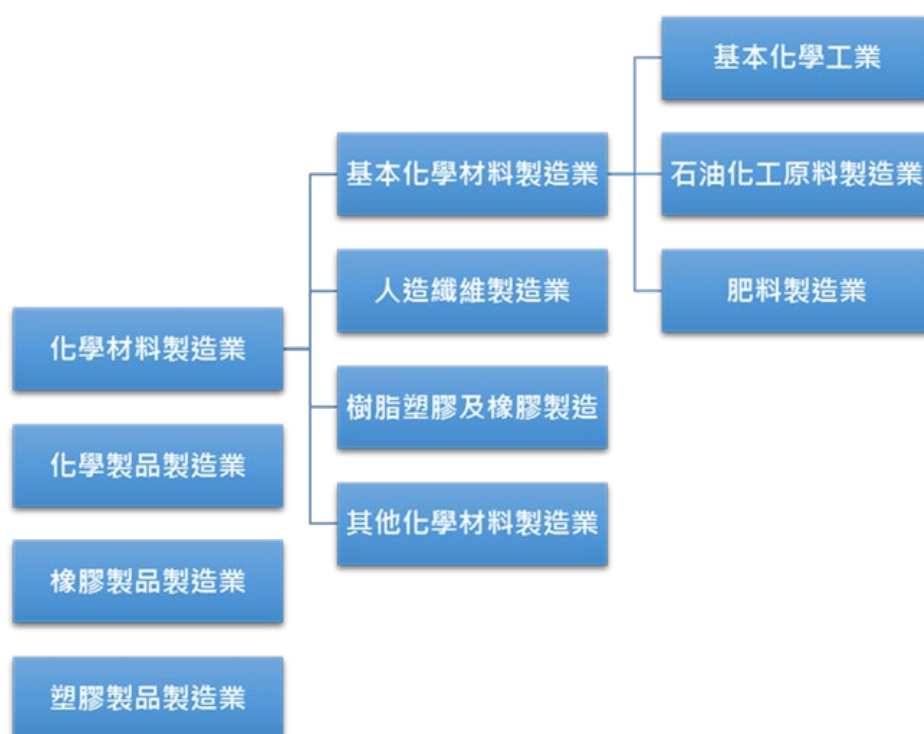 化學材料製造業
化學製品製造業
橡膠製品製造業
塑膠製品製造業
基本化學材料製造業
人造纖維製造業
樹脂塑膠及橡膠製造
其他化學材料製造業
基本化學工業
石油化工原料製造業
肥料製造業